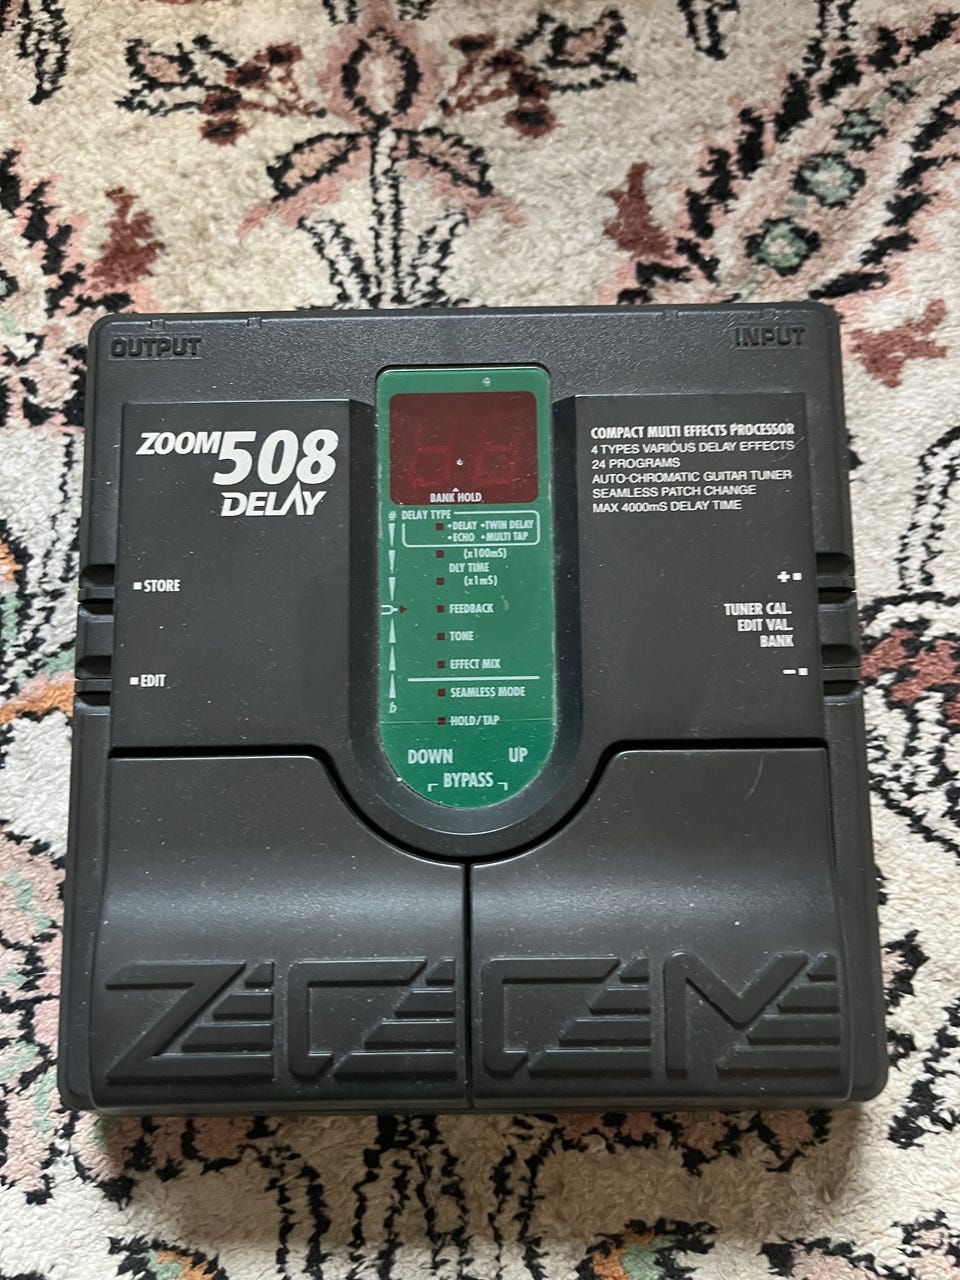 OUTPUT
INPUT
ZOOM 508
DELAY
COMPACT MULTI EFFECTS PROCESSOR
4 TYPES VARIOUS DELAY EFFECTS
24 PROGRAMS
AUTO-CHROMATIC GUITAR TUNER
SEAMLESS PATCH CHANGE
MAX 4000mS DELAY TIME
BANK HOLD
# DELAY TYPE
•DELAY •TWIN DELAY
•ECHO •MULTI TAP
(x100mS)
DLY TIME
(x1mS)
FEEDBACK
TONE
EFFECT MIX
SEAMLESS MODE
b
HOLD/TAP
STORE
EDIT
+
TUNER CAL.
EDIT VAL.
BANK
−
DOWN UP
BYPASS
ZOOM